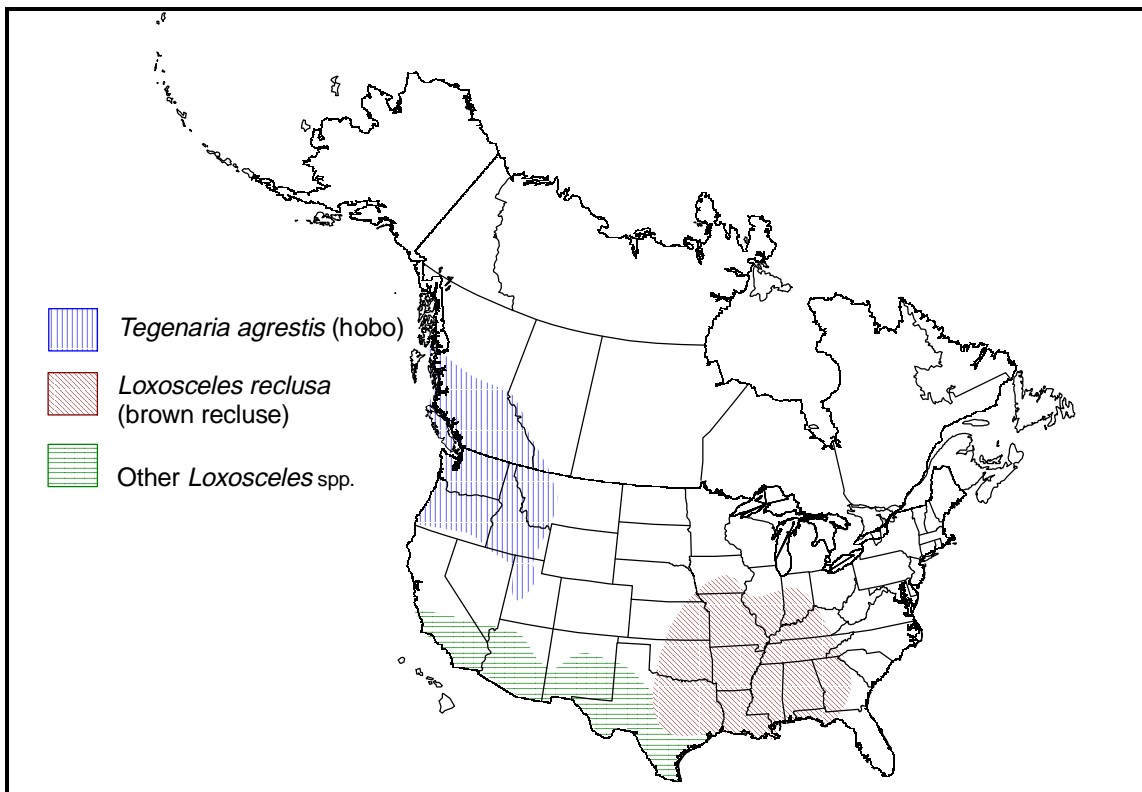 Tegenaria agrestis (hobo)
Loxosceles reclusa
(brown recluse)
Other Loxosceles spp.